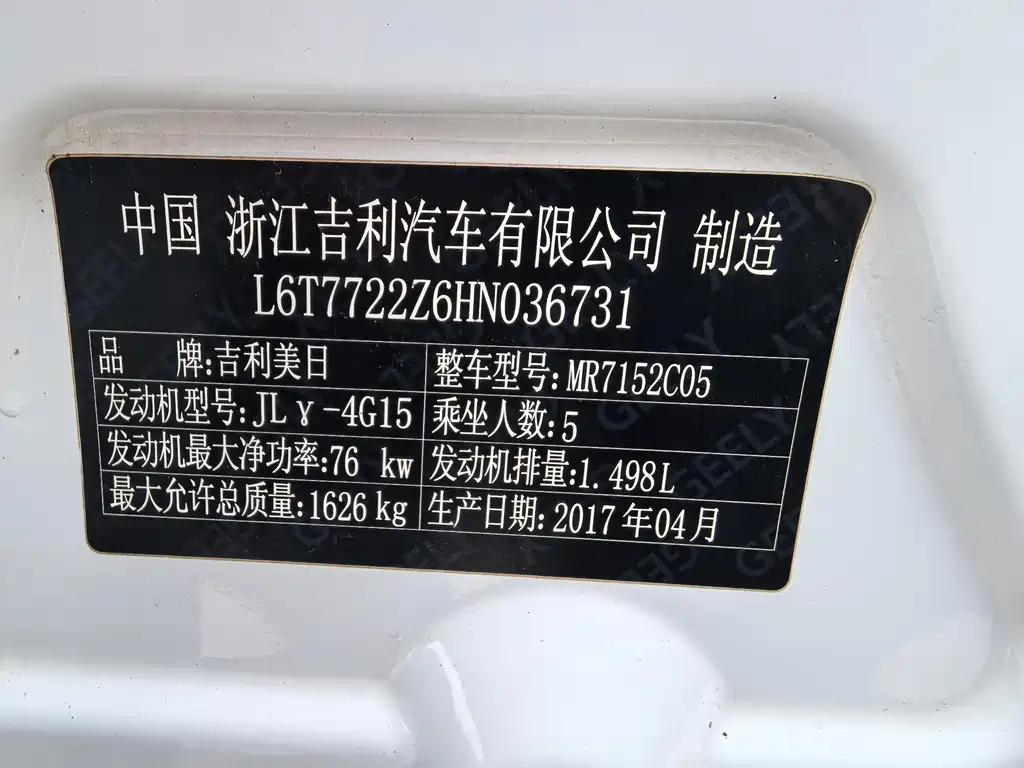 中国 浙江吉利汽车有限公司 制造
L6T7722Z6HN036731
品 牌:吉利美日 整车型号:MR7152C05
发动机型号:JLγ-4G15 乘坐人数:5
发动机最大净功率:76 kw 发动机排量:1.498L
最大允许总质量:1626kg 生产日期:2017年04月